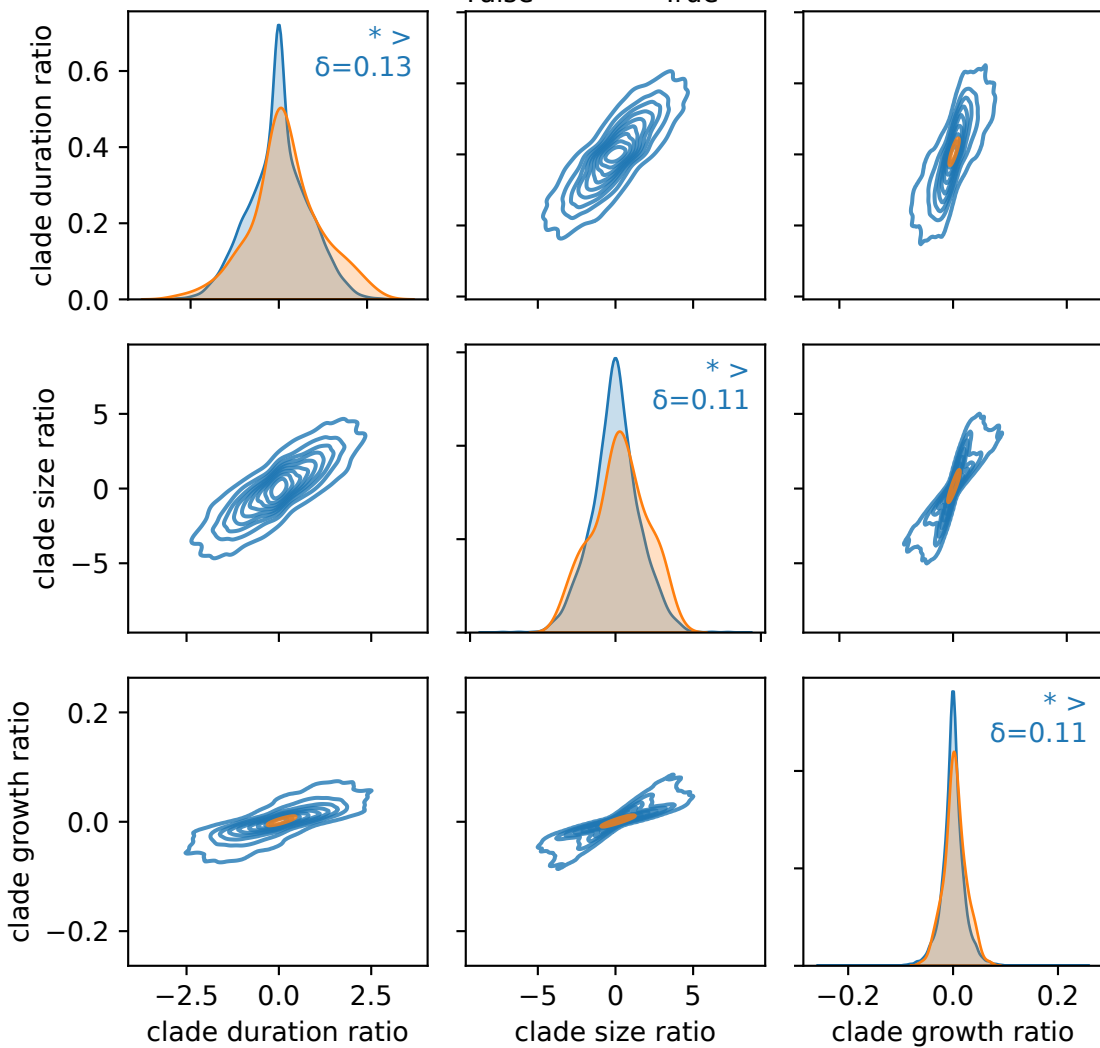 * >
δ=0.13
clade duration ratio
0.6
0.4
0.2
0.0
* >
δ=0.11
clade size ratio
5
0
−5
* >
δ=0.11
clade growth ratio
0.2
0.0
−0.2
−2.5 0.0 2.5 −5 0 5 −0.2 0.0 0.2
clade duration ratio clade size ratio clade growth ratio